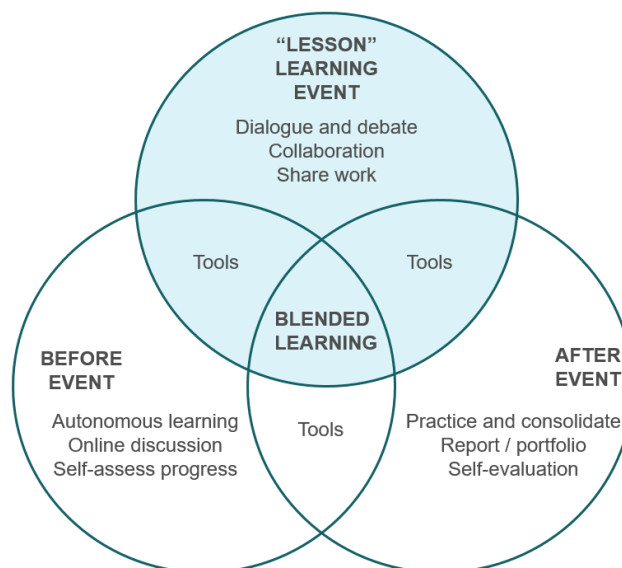 “LESSON”
LEARNING
EVENT
Dialogue and debate
Collaboration
Share work
Tools
Tools
BLENDED
LEARNING
BEFORE
EVENT
Autonomous learning
Online discussion
Self-assess progress
Tools
AFTER
EVENT
Practice and consolidate
Report / portfolio
Self-evaluation